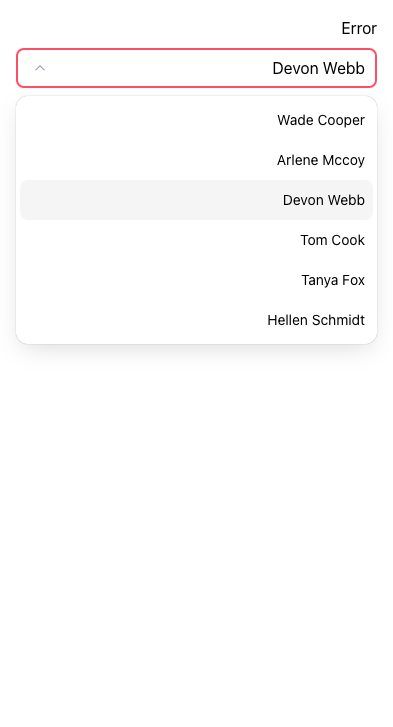 Error
Devon Webb
Wade Cooper
Arlene Mccoy
Devon Webb
Tom Cook
Tanya Fox
Hellen Schmidt